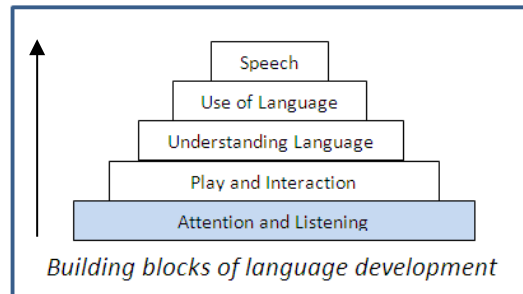 Speech
Use of Language
Understanding Language
Play and Interaction
Attention and Listening
Building blocks of language development